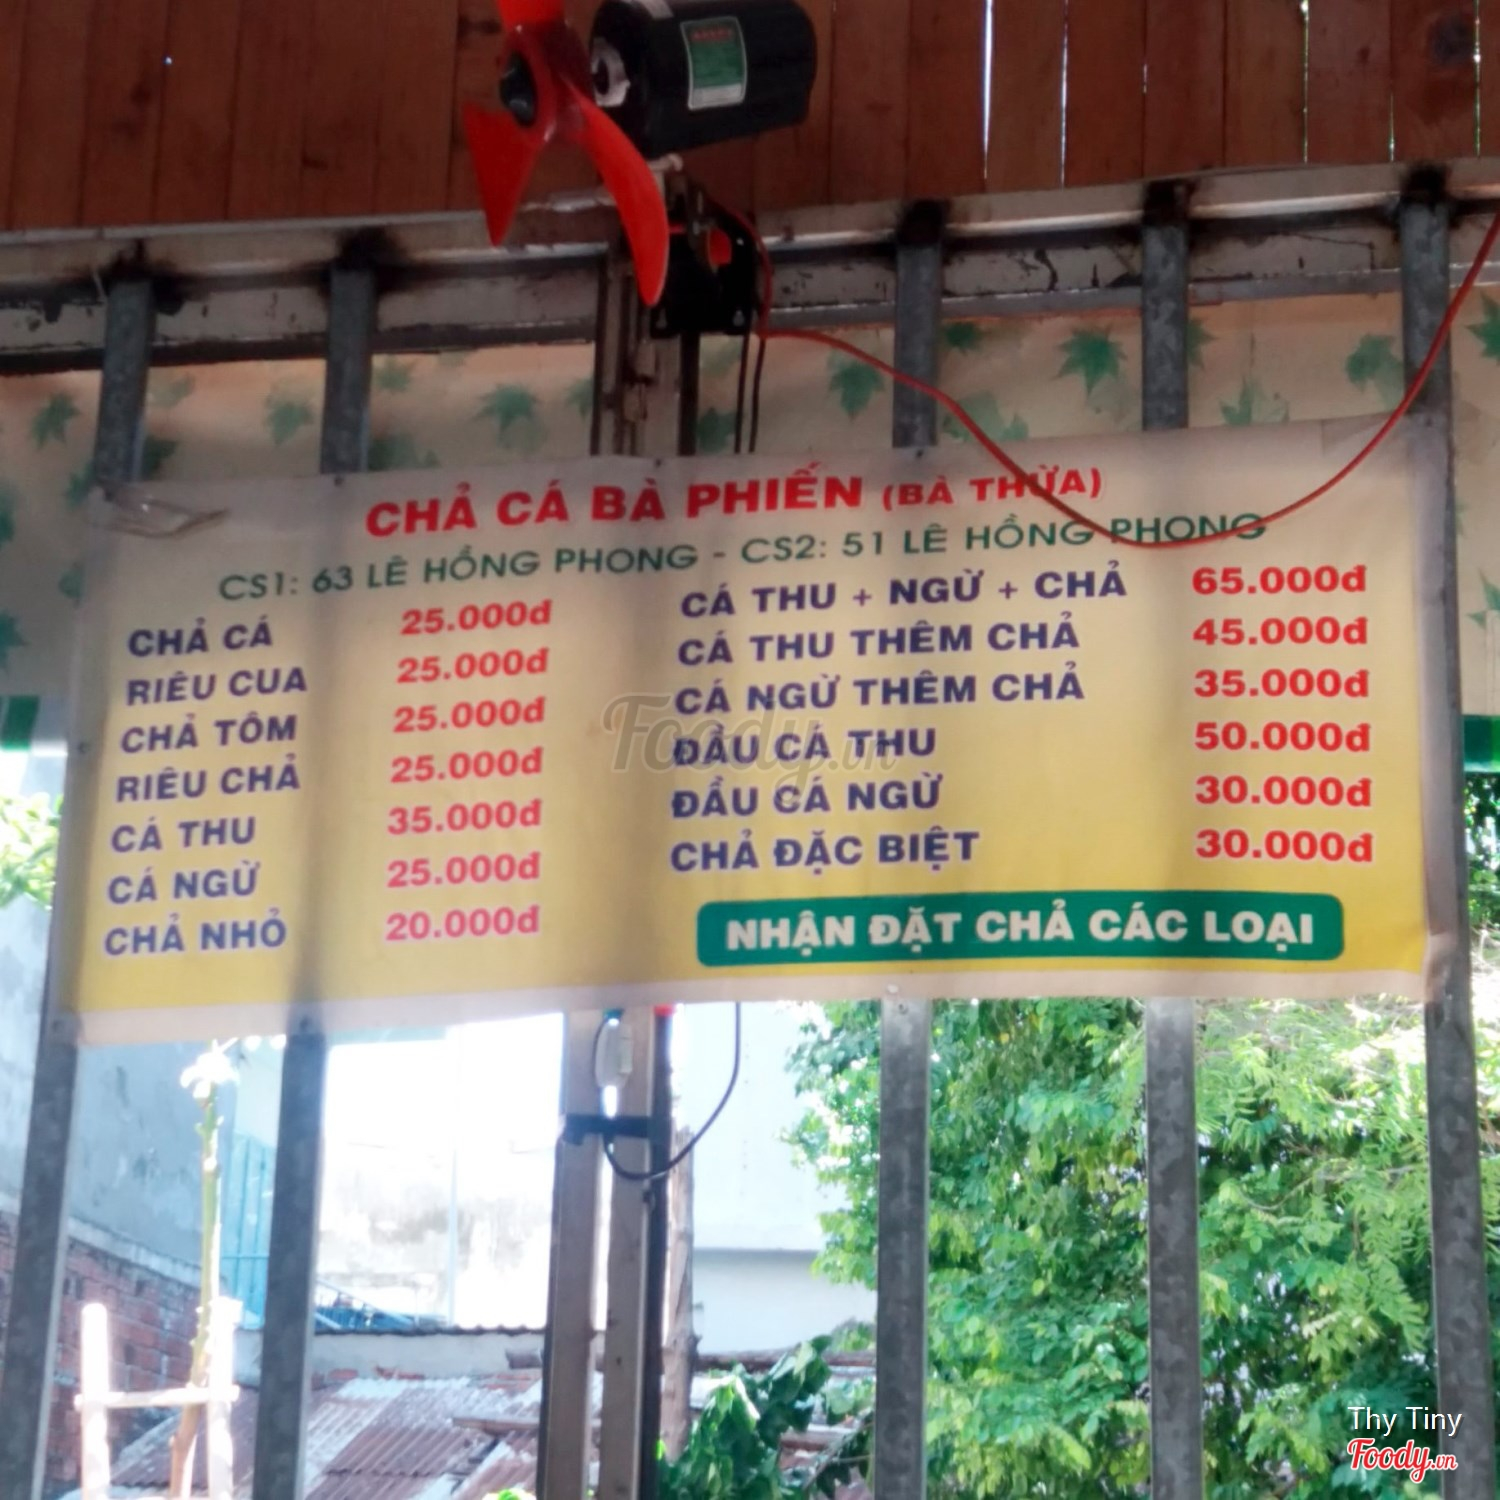 CHẢ CÁ BÀ PHIẾN (BÀ THỪA)
CS1: 63 LÊ HỒNG PHONG - CS2: 51 LÊ HỒNG PHONG
CHẢ CÁ 25.000đ
RIÊU CUA 25.000đ
CHẢ TÔM 25.000đ
RIÊU CHẢ 25.000đ
CÁ THU 35.000đ
CÁ NGỪ 25.000đ
CHẢ NHỎ 20.000đ
CÁ THU + NGỪ + CHẢ 65.000đ
CÁ THU THÊM CHẢ 45.000đ
CÁ NGỪ THÊM CHẢ 35.000đ
ĐẦU CÁ THU 50.000đ
ĐẦU CÁ NGỪ 30.000đ
CHẢ ĐẶC BIỆT 30.000đ
NHẬN ĐẶT CHẢ CÁC LOẠI
Foody.vn
Thy Tiny
Foody.vn